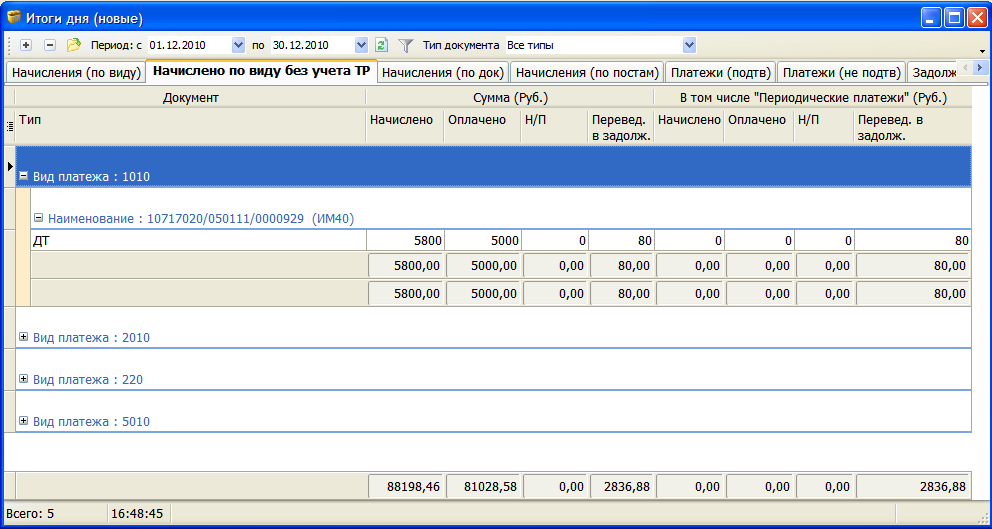 Итоги дня (новые)
Период: с 01.12.2010 по 30.12.2010 Тип документа Все типы
Начисления (по виду) Начислено по виду без учета ТР Начисления (по док) Начисления (по постам) Платежи (подтв) Платежи (не подтв) Задолж
Документ Сумма (Руб.) В том числе "Периодические платежи" (Руб.)
Тип Начислено Оплачено Н/П Перевед. в задолж. Начислено Оплачено Н/П Перевед. в задолж.
Вид платежа : 1010
Наименование : 10717020/050111/0000929 (ИМ40)
ДТ 5800 5000 0 80 0 0 0 80
5800,00 5000,00 0,00 80,00 0,00 0,00 0,00 80,00
5800,00 5000,00 0,00 80,00 0,00 0,00 0,00 80,00
Вид платежа : 2010
Вид платежа : 220
Вид платежа : 5010
88198,46 81028,58 0,00 2836,88 0,00 0,00 0,00 2836,88
Всего: 5 16:48:45